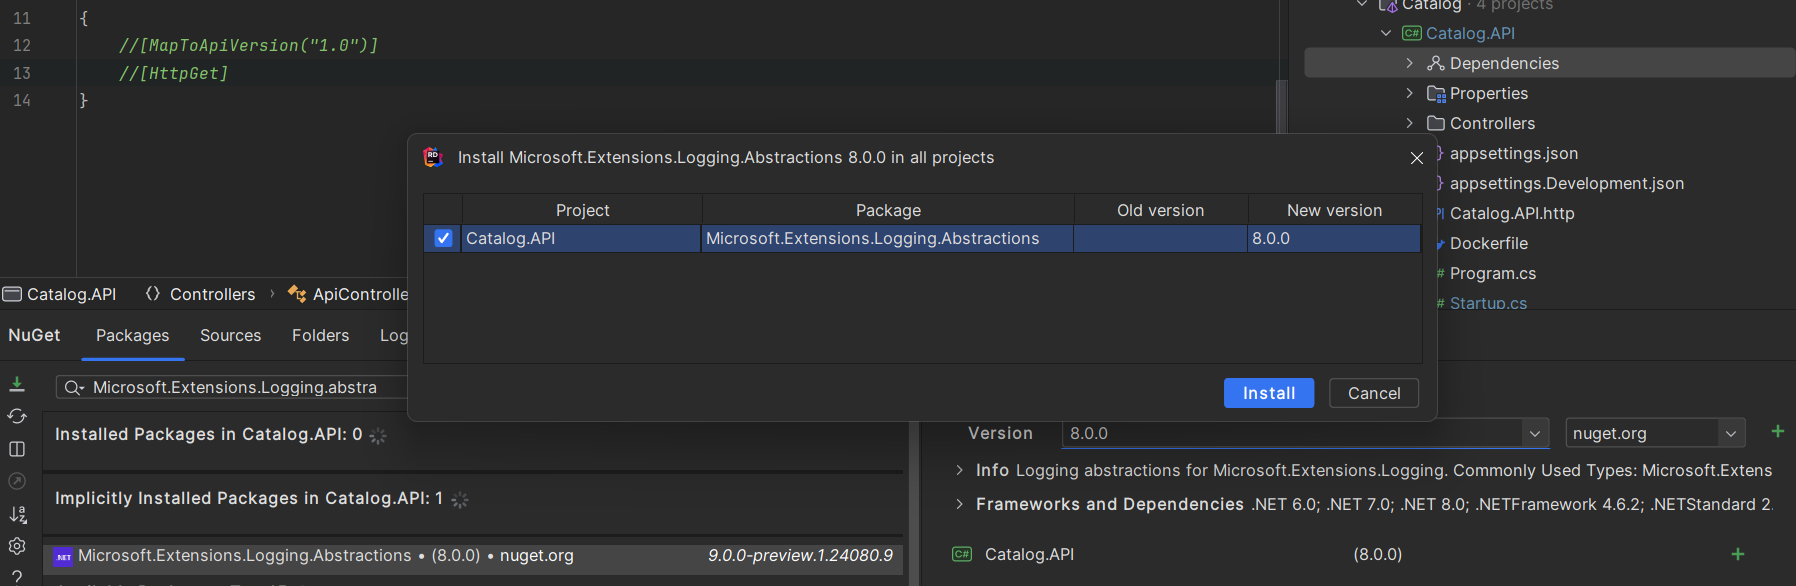 11 {
12 //[MapToApiVersion("1.0")]
13 //[HttpGet]
14 }
Catalog · 4 projects
C# Catalog.API
Dependencies
Properties
Controllers
appsettings.json
appsettings.Development.json
Catalog.API.http
Dockerfile
Program.cs
Startup.cs
RD Install Microsoft.Extensions.Logging.Abstractions 8.0.0 in all projects
Project Package Old version New version
Catalog.API Microsoft.Extensions.Logging.Abstractions 8.0.0
Install Cancel
Catalog.API Controllers ApiControlle
NuGet Packages Sources Folders Log
Microsoft.Extensions.Logging.abstra
Installed Packages in Catalog.API: 0
Implicitly Installed Packages in Catalog.API: 1
.NET Microsoft.Extensions.Logging.Abstractions • (8.0.0) • nuget.org 9.0.0-preview.1.24080.9
Version 8.0.0 nuget.org
Info Logging abstractions for Microsoft.Extensions.Logging. Commonly Used Types: Microsoft.Extens
Frameworks and Dependencies .NET 6.0; .NET 7.0; .NET 8.0; .NETFramework 4.6.2; .NETStandard 2.
C# Catalog.API (8.0.0)